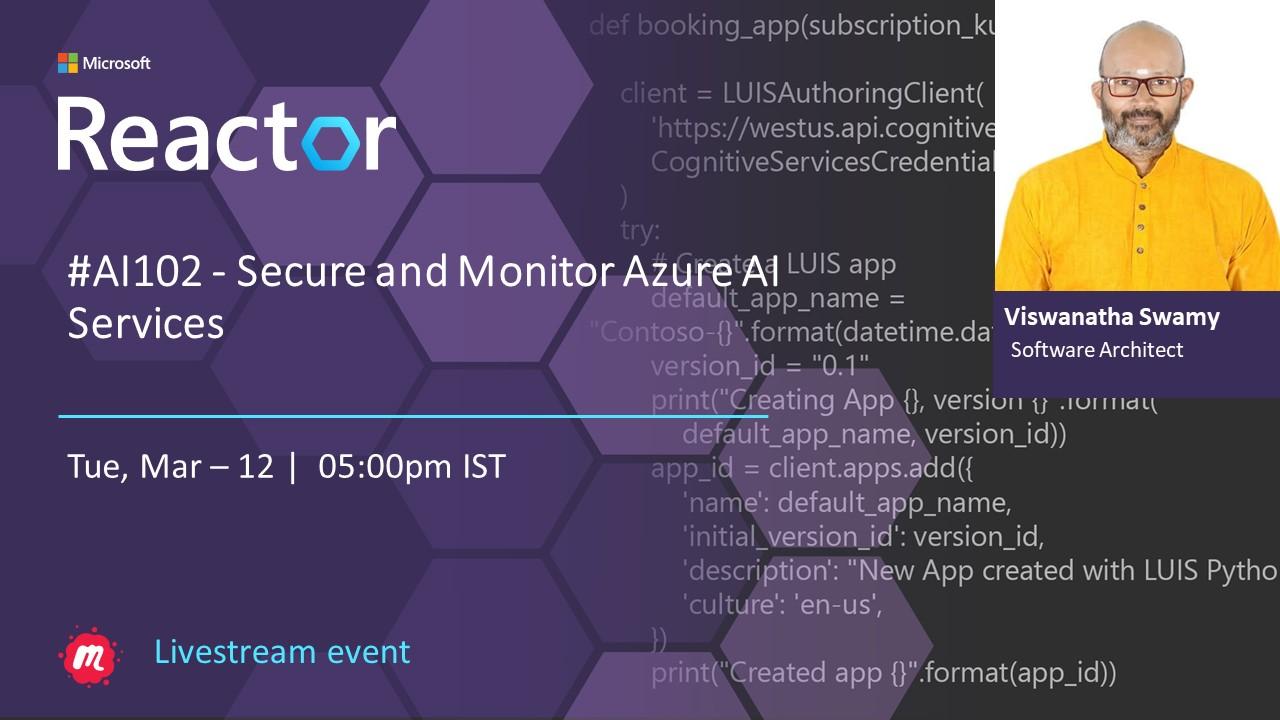 Microsoft
Reactor
#AI102 - Secure and Monitor Azure AI
Services
Tue, Mar – 12 | 05:00pm IST
Livestream event
def booking_app(subscription_k
client = LUISAuthoringClient(
'https://westus.api.cognitive
CognitiveServicesCredential
)
try:
# Create a LUIS app
default_app_name =
"Contoso-{}".format(datetime.dat
version_id = "0.1"
print("Creating App {}, version {}".format(
default_app_name, version_id))
app_id = client.apps.add({
'name': default_app_name,
'initial_version_id': version_id,
'description': "New App created with LUIS Pytho
'culture': 'en-us',
})
print("Created app {}".format(app_id))
Viswanatha Swamy
Software Architect